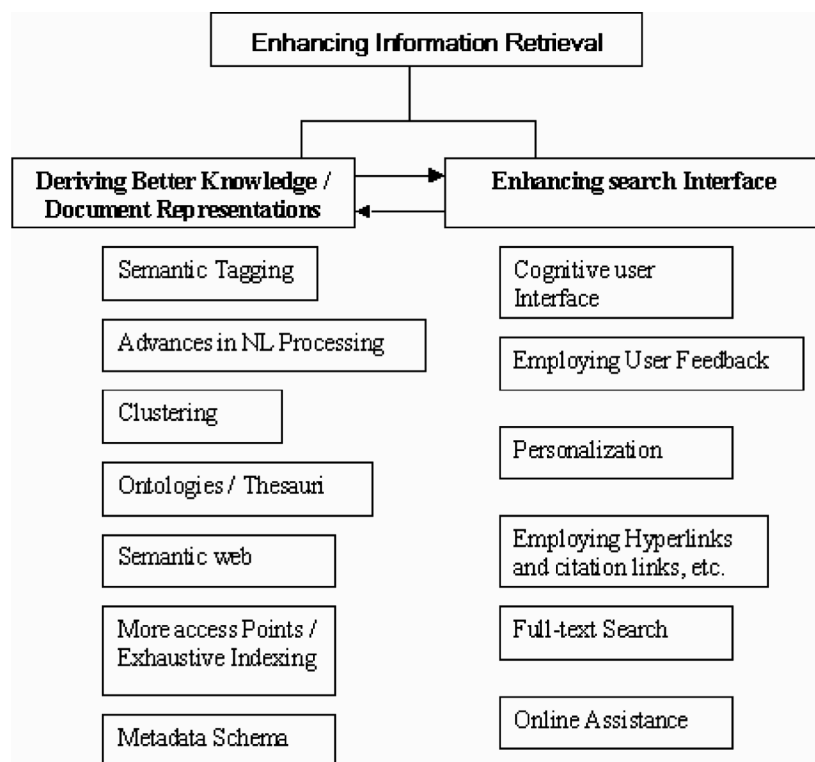 Enhancing Information Retrieval
Deriving Better Knowledge /
Document Representations
Enhancing search Interface
Semantic Tagging
Advances in NL Processing
Clustering
Ontologies / Thesauri
Semantic web
More access Points /
Exhaustive Indexing
Metadata Schema
Cognitive user
Interface
Employing User Feedback
Personalization
Employing Hyperlinks
and citation links, etc.
Full-text Search
Online Assistance